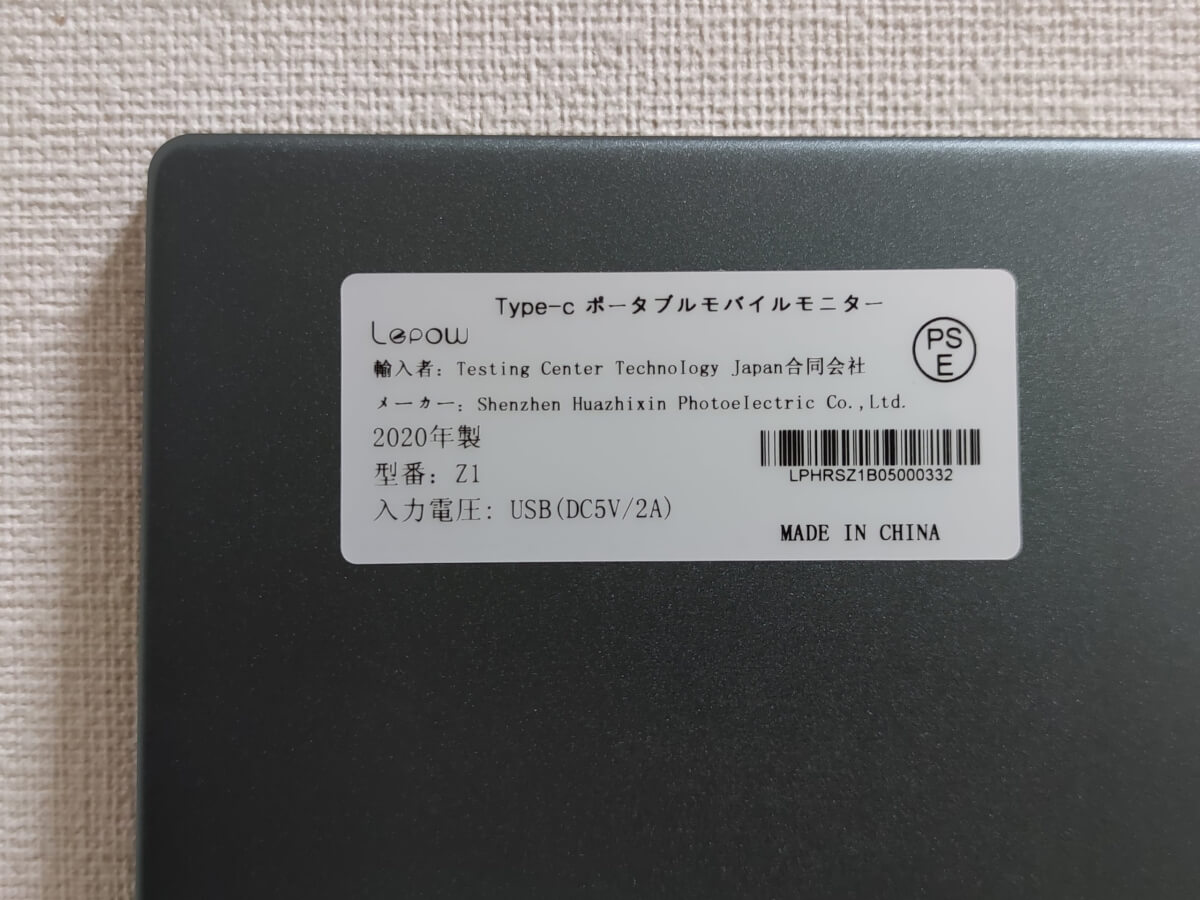 Type-c ポータブルモバイルモニター
Lepow
PS
E
輸入者: Testing Center Technology Japan合同会社
メーカー: Shenzhen Huazhixin Photoelectric Co.,Ltd.
2020年製
型番: Z1
入力電圧: USB(DC5V/2A)
LPHRSZ1B05000332
MADE IN CHINA